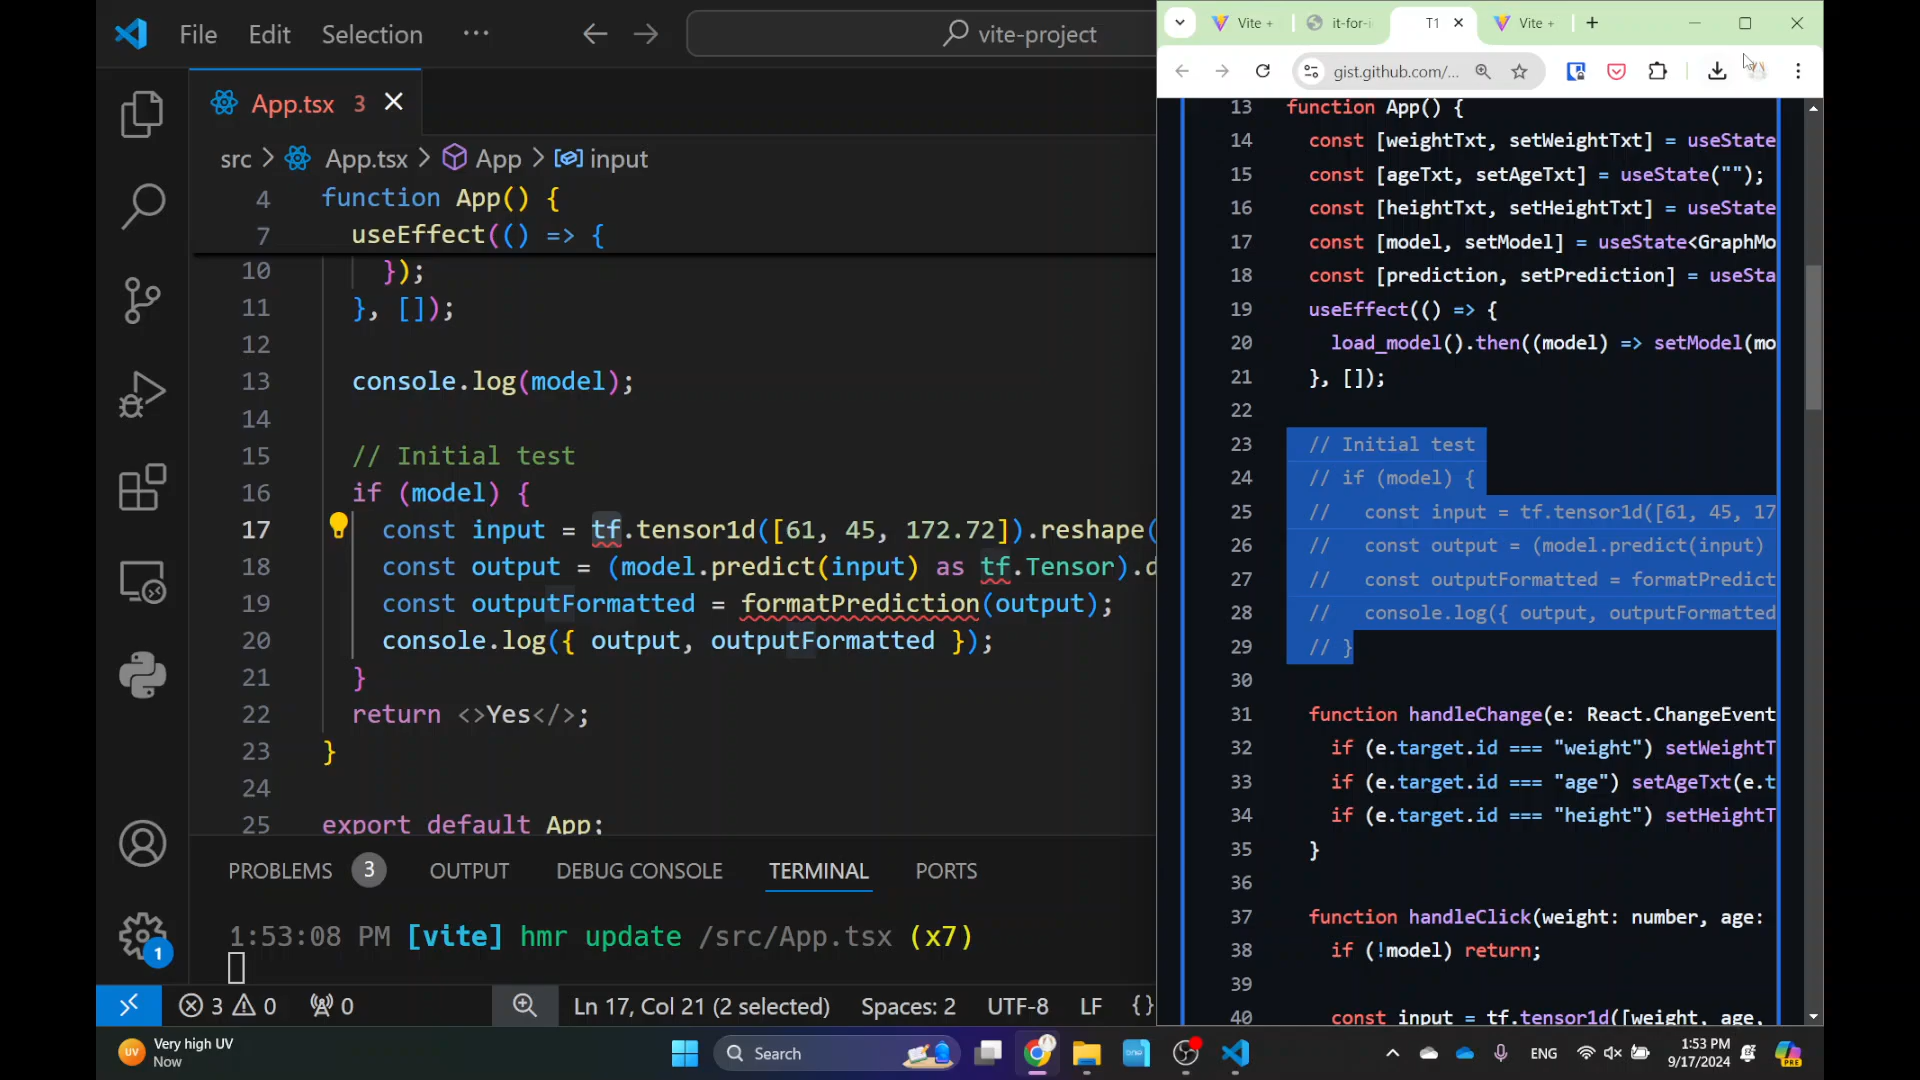 File Edit Selection ··· vite-project
App.tsx 3
src > App.tsx > App > input
4 function App() {
7 useEffect(() => {
10 });
11 }, []);
12
13 console.log(model);
14
15 // Initial test
16 if (model) {
17 const input = tf.tensor1d([61, 45, 172.72]).reshape(
18 const output = (model.predict(input) as tf.Tensor).d
19 const outputFormatted = formatPrediction(output);
20 console.log({ output, outputFormatted });
21 }
22 return <>Yes</>;
23 }
24
25 export default App;
PROBLEMS 3 OUTPUT DEBUG CONSOLE TERMINAL PORTS
1:53:08 PM [vite] hmr update /src/App.tsx (x7)
1
3 0 0 Ln 17, Col 21 (2 selected) Spaces: 2 UTF-8 LF {}
Vite + it-for-i T1 Vite +
gist.github.com/...
13 function App() {
14 const [weightTxt, setWeightTxt] = useState
15 const [ageTxt, setAgeTxt] = useState("");
16 const [heightTxt, setHeightTxt] = useState
17 const [model, setModel] = useState<GraphMo
18 const [prediction, setPrediction] = useSta
19 useEffect(() => {
20 load_model().then((model) => setModel(mo
21 }, []);
22
23 // Initial test
24 // if (model) {
25 // const input = tf.tensor1d([61, 45, 17
26 // const output = (model.predict(input)
27 // const outputFormatted = formatPredict
28 // console.log({ output, outputFormatted
29 // }
30
31 function handleChange(e: React.ChangeEvent
32 if (e.target.id === "weight") setWeightT
33 if (e.target.id === "age") setAgeTxt(e.t
34 if (e.target.id === "height") setHeightT
35 }
36
37 function handleClick(weight: number, age:
38 if (!model) return;
39
40 const input = tf.tensor1d([weight, age,
UV Very high UV
Now
Search
ENG
1:53 PM
9/17/2024
PRE